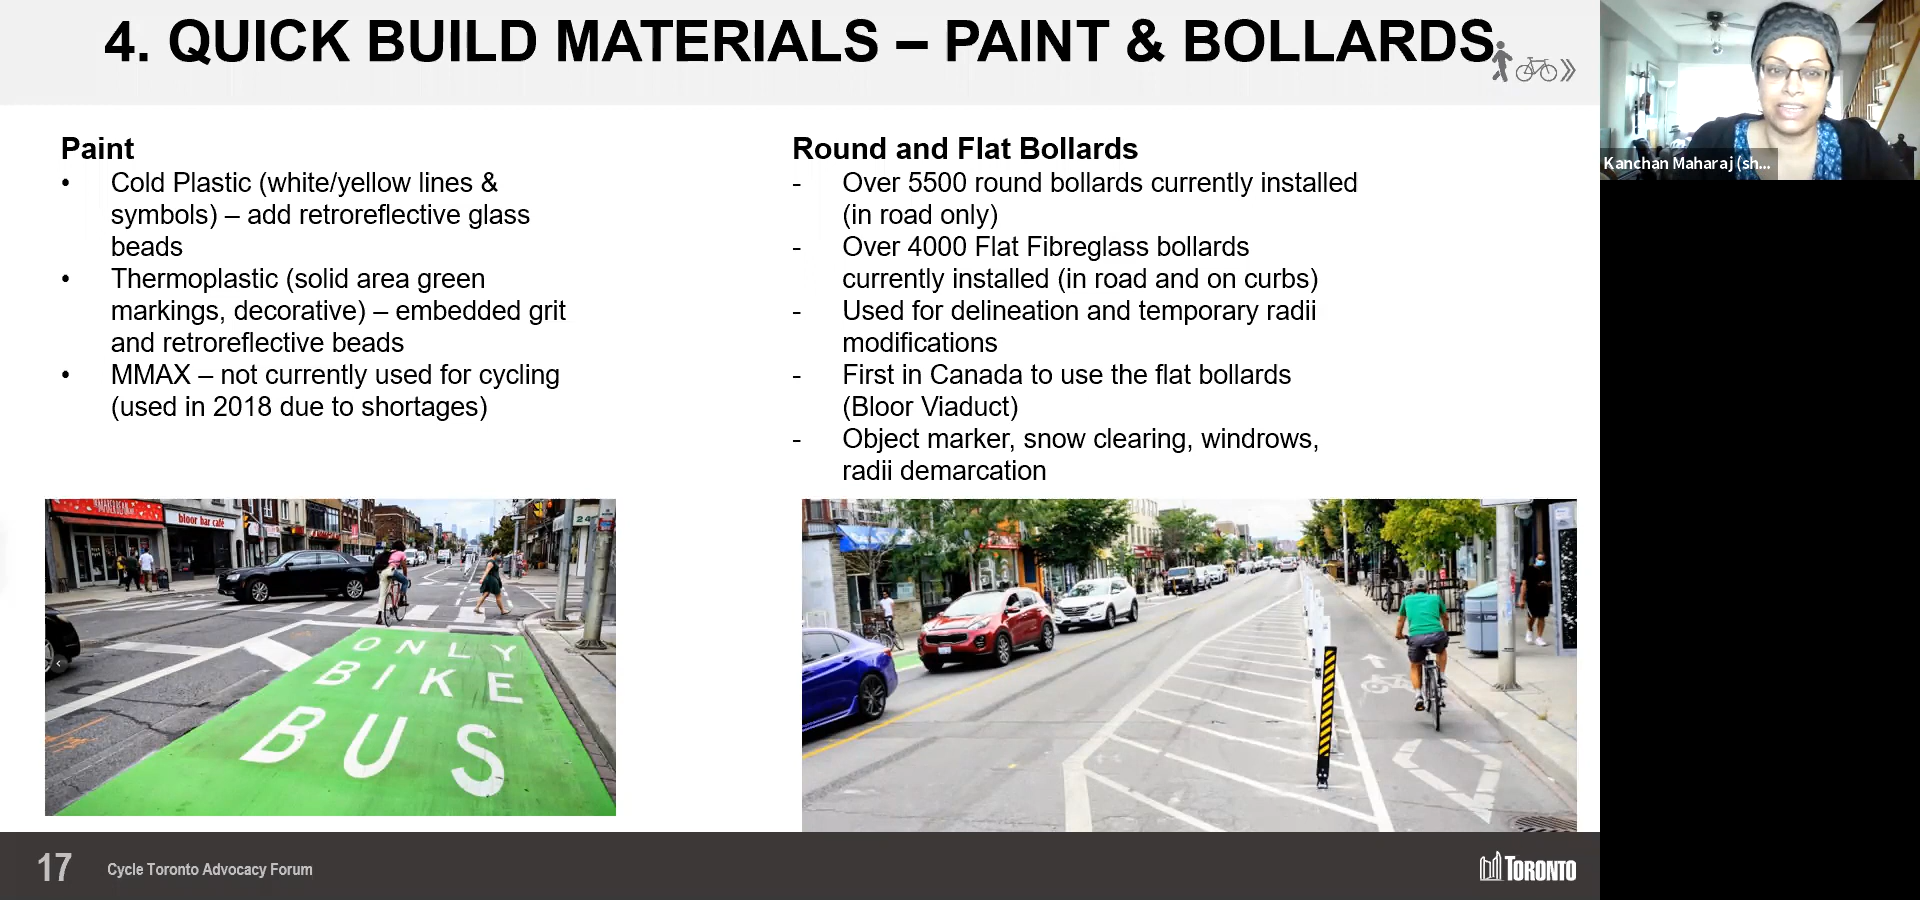 4. QUICK BUILD MATERIALS – PAINT & BOLLARDS
Kanchan Maharaj (sh...
Paint
• Cold Plastic (white/yellow lines &
symbols) – add retroreflective glass
beads
• Thermoplastic (solid area green
markings, decorative) – embedded grit
and retroreflective beads
• MMAX – not currently used for cycling
(used in 2018 due to shortages)
Round and Flat Bollards
- Over 5500 round bollards currently installed
(in road only)
- Over 4000 Flat Fibreglass bollards
currently installed (in road and on curbs)
- Used for delineation and temporary radii
modifications
- First in Canada to use the flat bollards
(Bloor Viaduct)
- Object marker, snow clearing, windrows,
radii demarcation
bloor bar café
ONLY
BIKE
BUS
17
Cycle Toronto Advocacy Forum
TORONTO